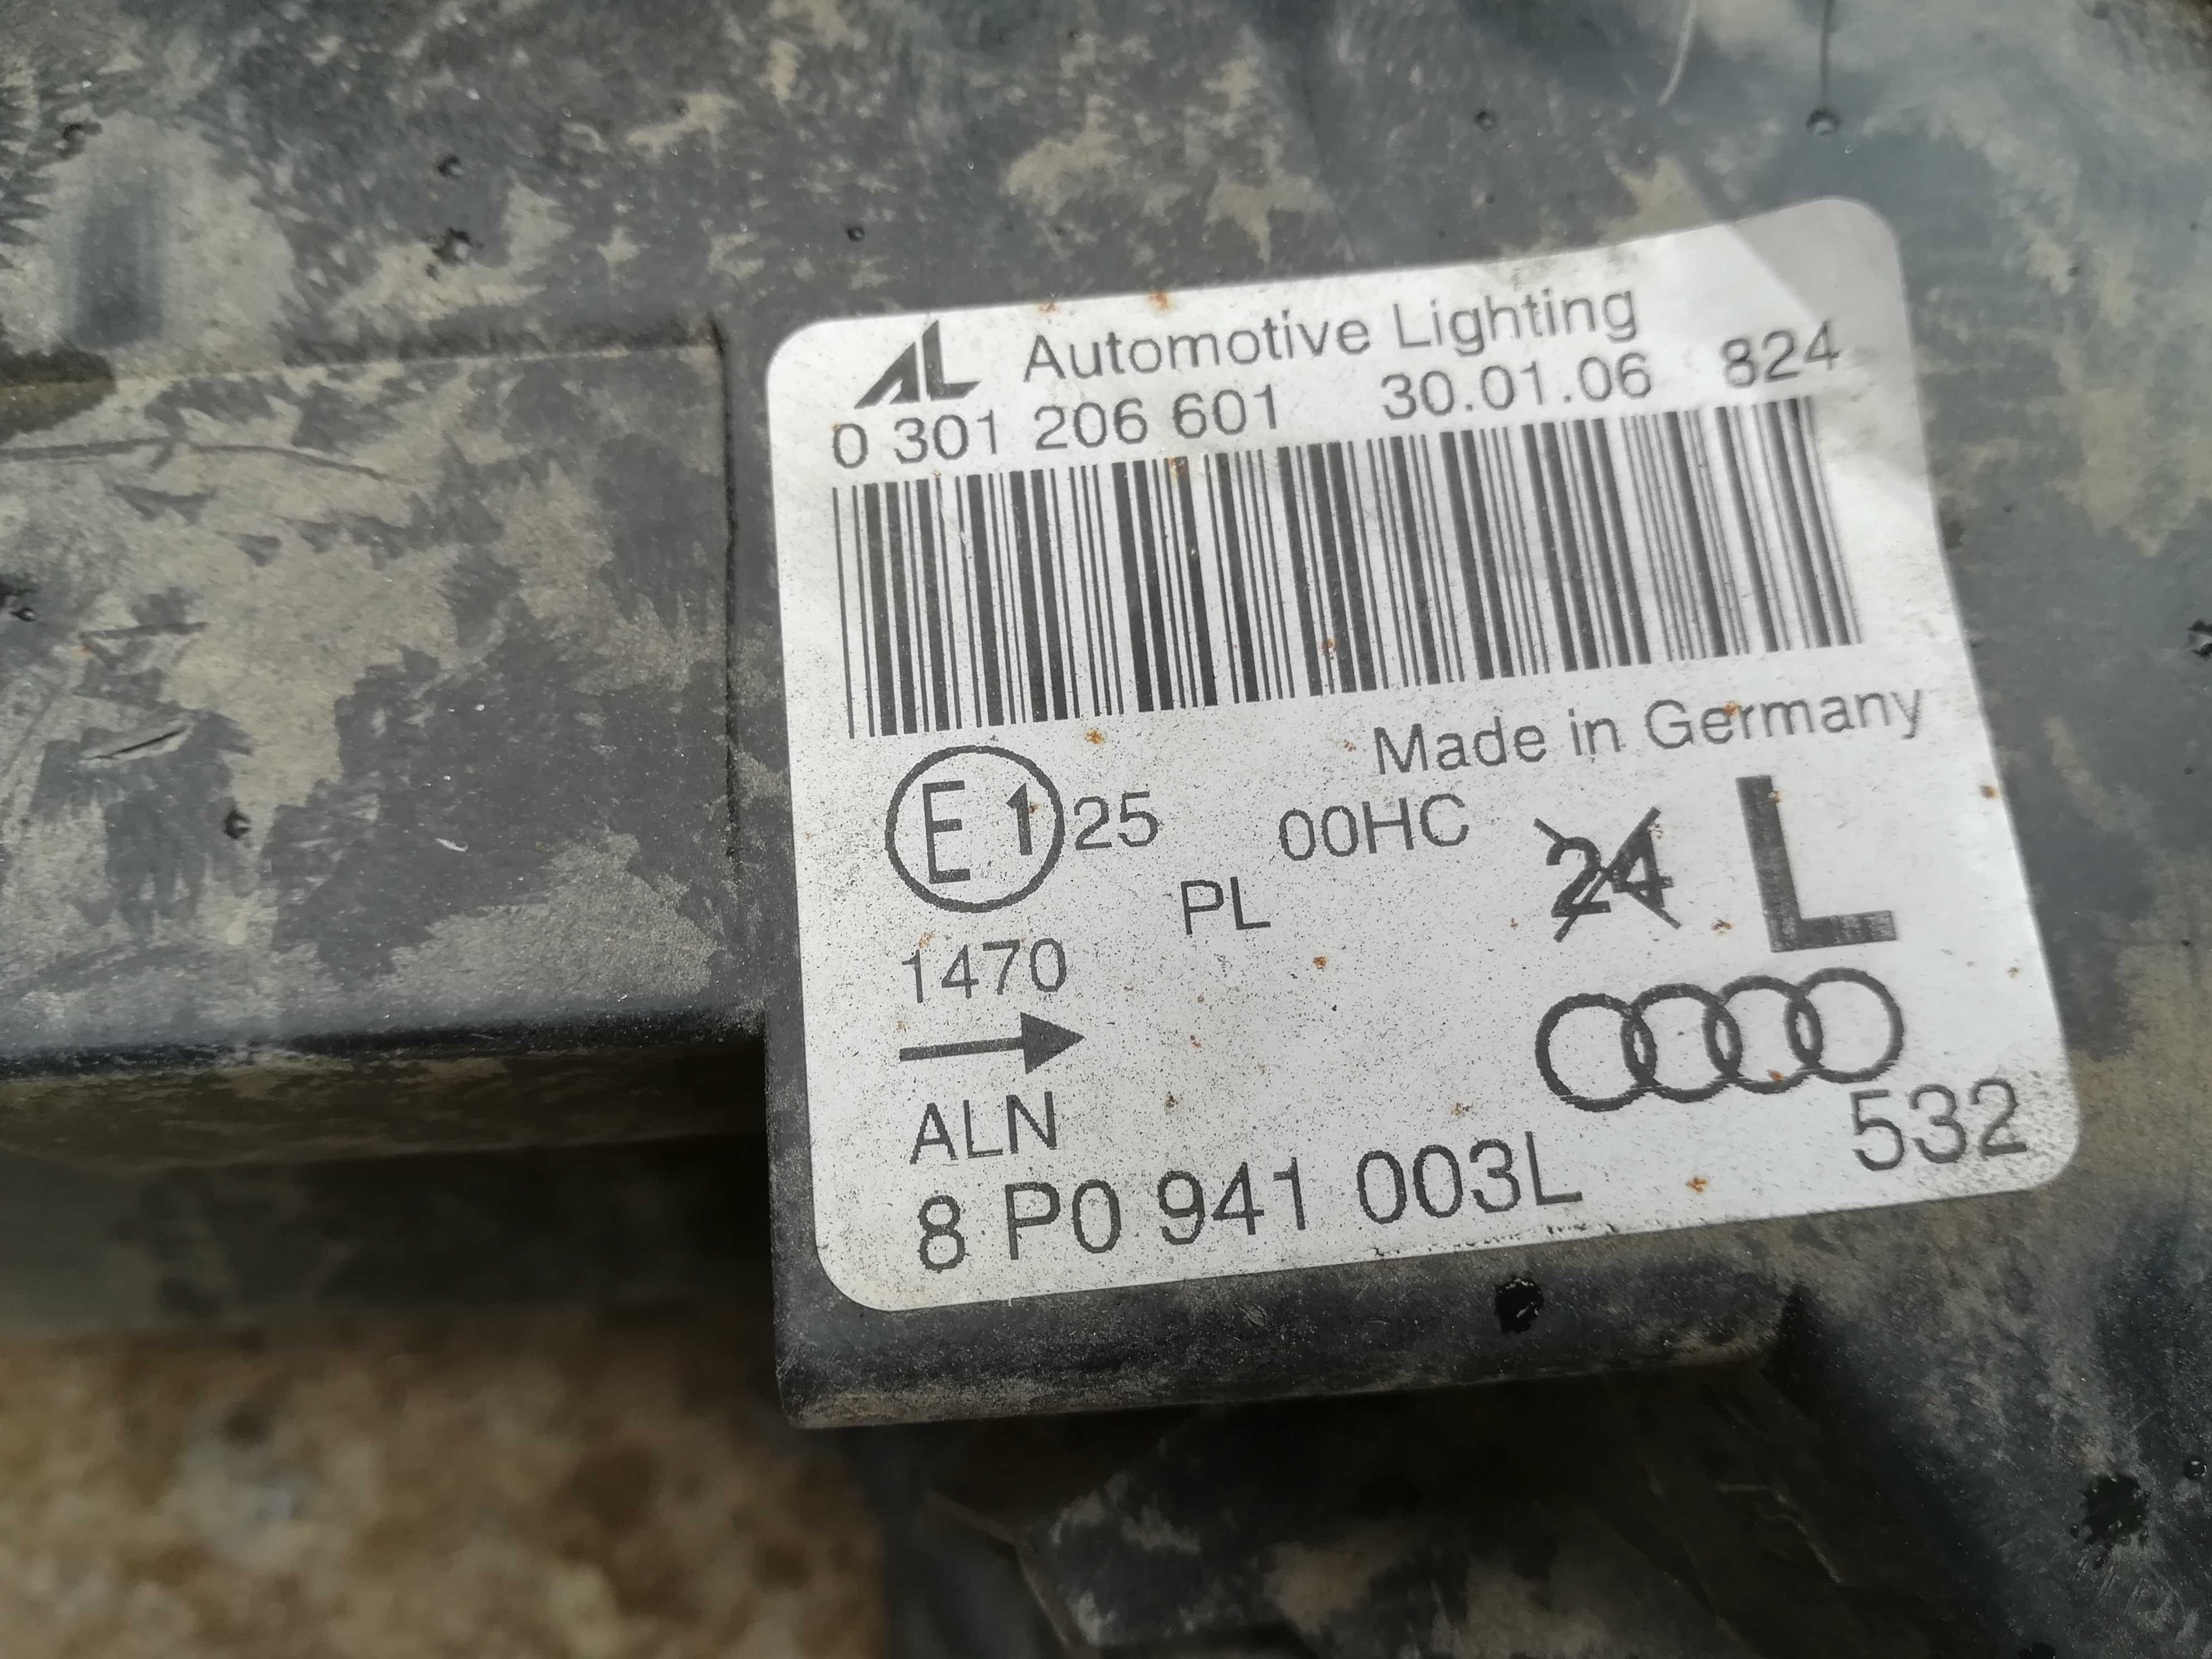 AL Automotive Lighting
0 301 206 601 30.01.06 824
Made in Germany
E1 25 00HC 24 L
PL
1470
ALN
532
8 P0 941 003L